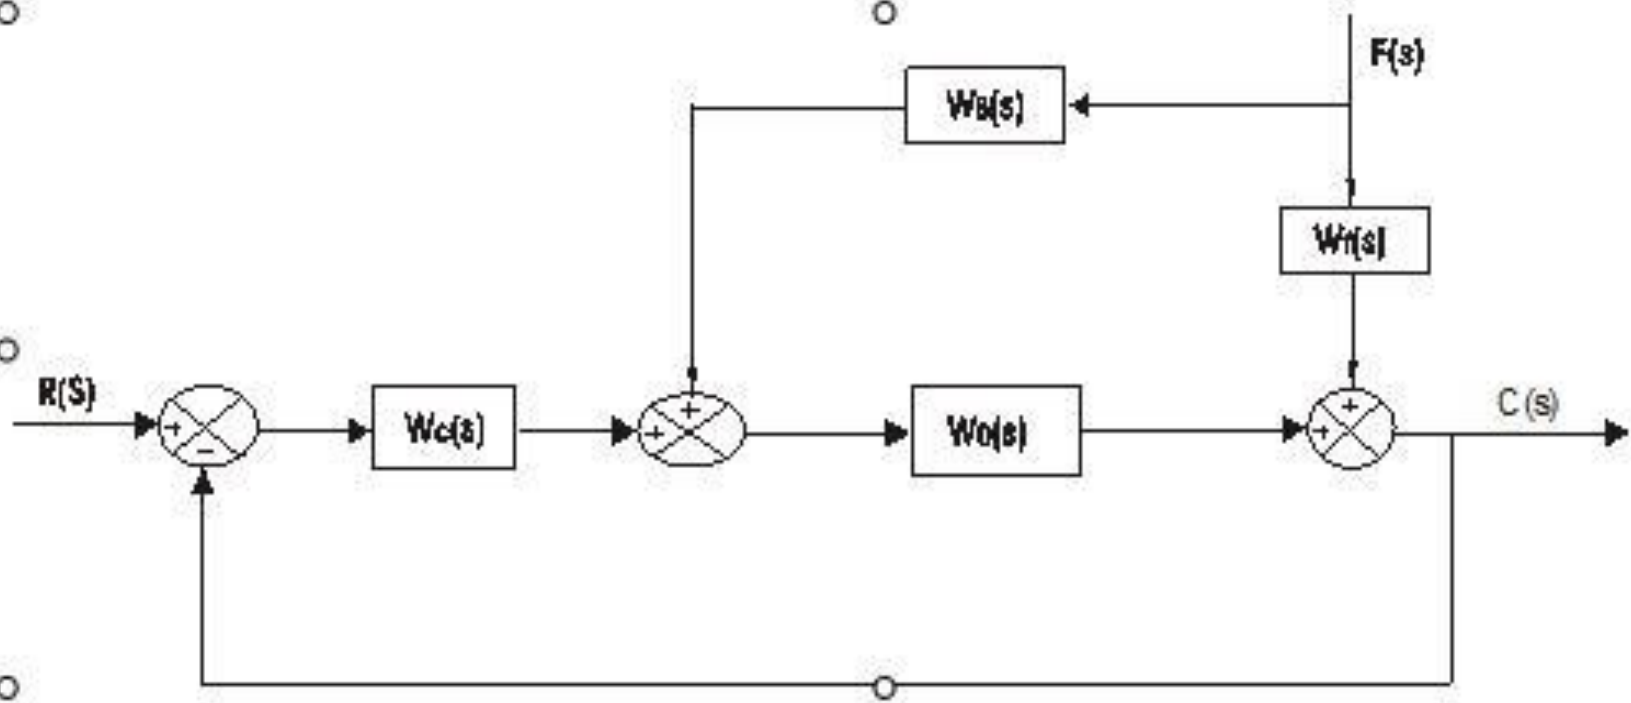 F(s)
WB(s)
Wf(s)
R(S)
+
−
Wc(s)
+
+
W0(s)
+
+
C(s)